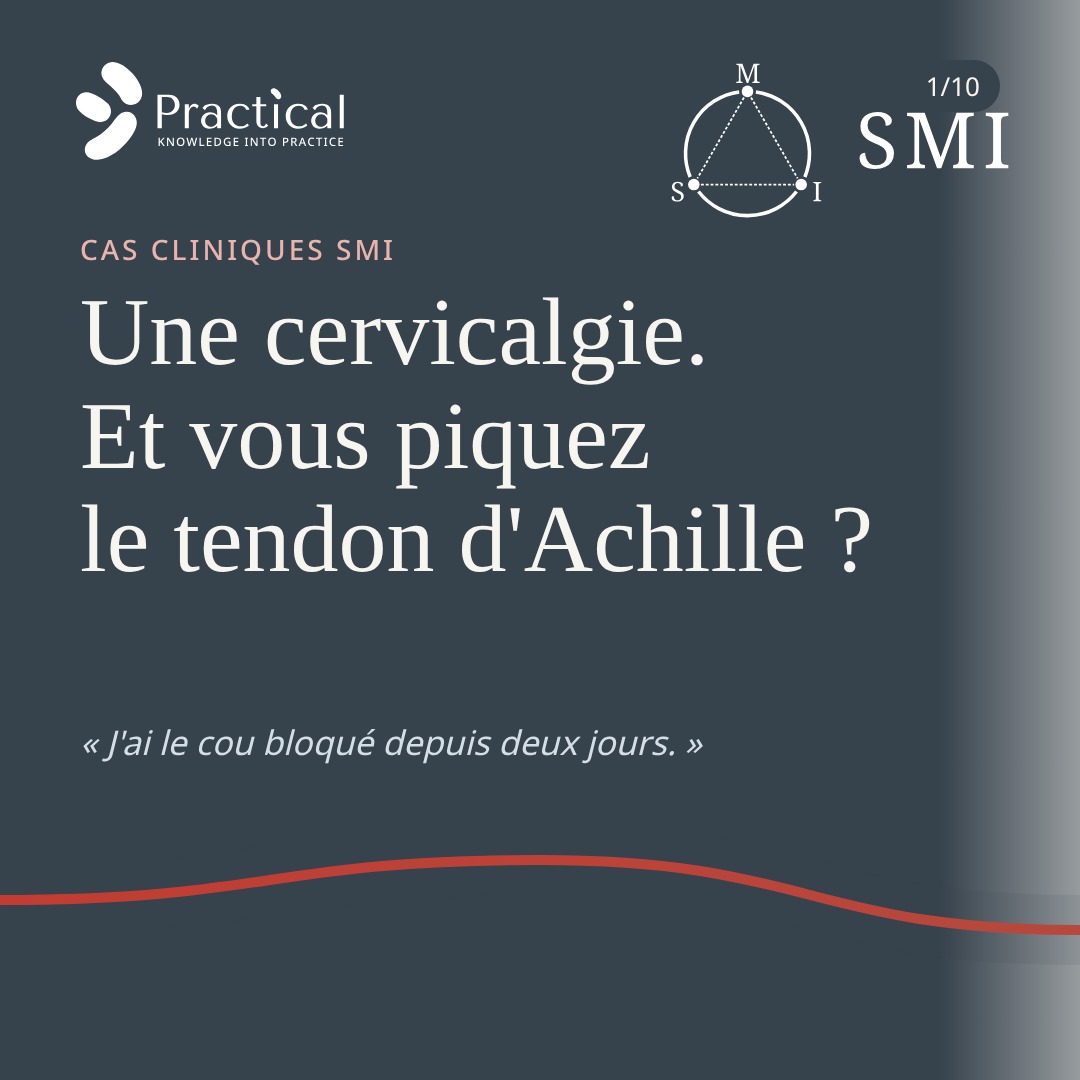 Practical
KNOWLEDGE INTO PRACTICE
M
S
I
1/10
SMI
CAS CLINIQUES SMI
Une cervicalgie.
Et vous piquez
le tendon d'Achille ?
« J'ai le cou bloqué depuis deux jours. »